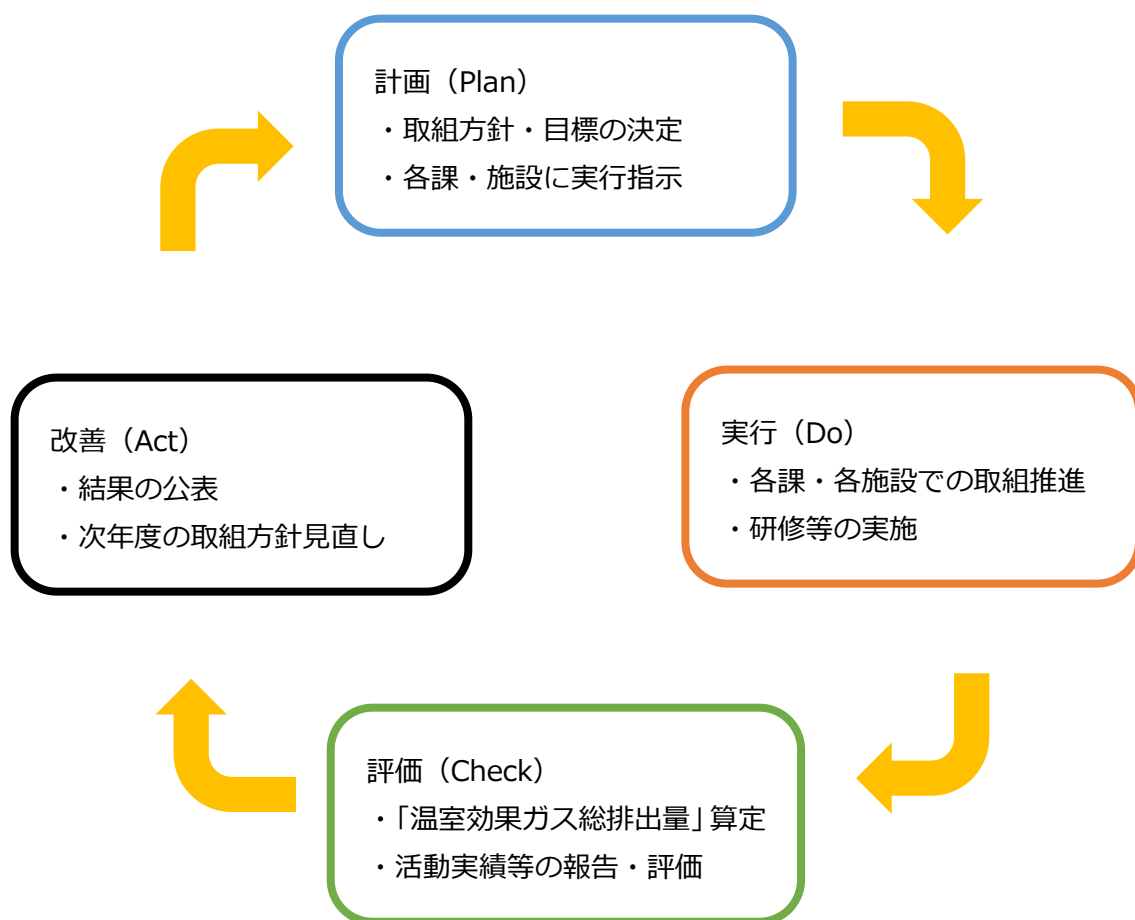 計画（Plan）
・取組方針・目標の決定
・各課・施設に実行指示
実行（Do）
・各課・各施設での取組推進
・研修等の実施
評価（Check）
・「温室効果ガス総排出量」算定
・活動実績等の報告・評価
改善（Act）
・結果の公表
・次年度の取組方針見直し